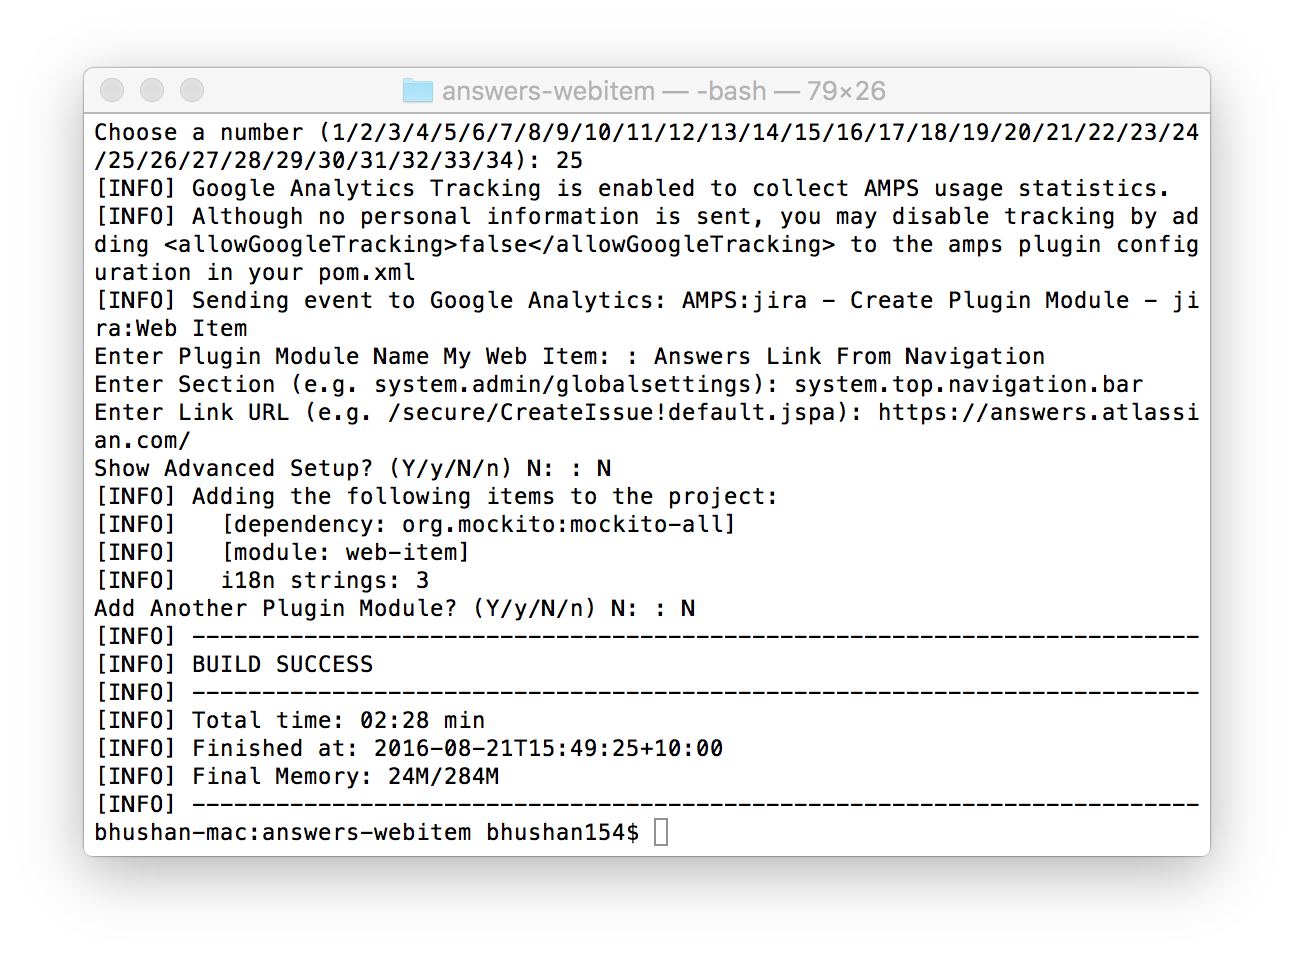 answers-webitem — -bash — 79×26
Choose a number (1/2/3/4/5/6/7/8/9/10/11/12/13/14/15/16/17/18/19/20/21/22/23/24
/25/26/27/28/29/30/31/32/33/34): 25
[INFO] Google Analytics Tracking is enabled to collect AMPS usage statistics.
[INFO] Although no personal information is sent, you may disable tracking by ad
ding <allowGoogleTracking>false</allowGoogleTracking> to the amps plugin config
uration in your pom.xml
[INFO] Sending event to Google Analytics: AMPS:jira - Create Plugin Module - ji
ra:Web Item
Enter Plugin Module Name My Web Item: : Answers Link From Navigation
Enter Section (e.g. system.admin/globalsettings): system.top.navigation.bar
Enter Link URL (e.g. /secure/CreateIssue!default.jspa): https://answers.atlassi
an.com/
Show Advanced Setup? (Y/y/N/n) N: : N
[INFO] Adding the following items to the project:
[INFO]   [dependency: org.mockito:mockito-all]
[INFO]   [module: web-item]
[INFO]   i18n strings: 3
Add Another Plugin Module? (Y/y/N/n) N: : N
[INFO] ------------------------------------------------------------------------
[INFO] BUILD SUCCESS
[INFO] ------------------------------------------------------------------------
[INFO] Total time: 02:28 min
[INFO] Finished at: 2016-08-21T15:49:25+10:00
[INFO] Final Memory: 24M/284M
[INFO] ------------------------------------------------------------------------
bhushan-mac:answers-webitem bhushan154$